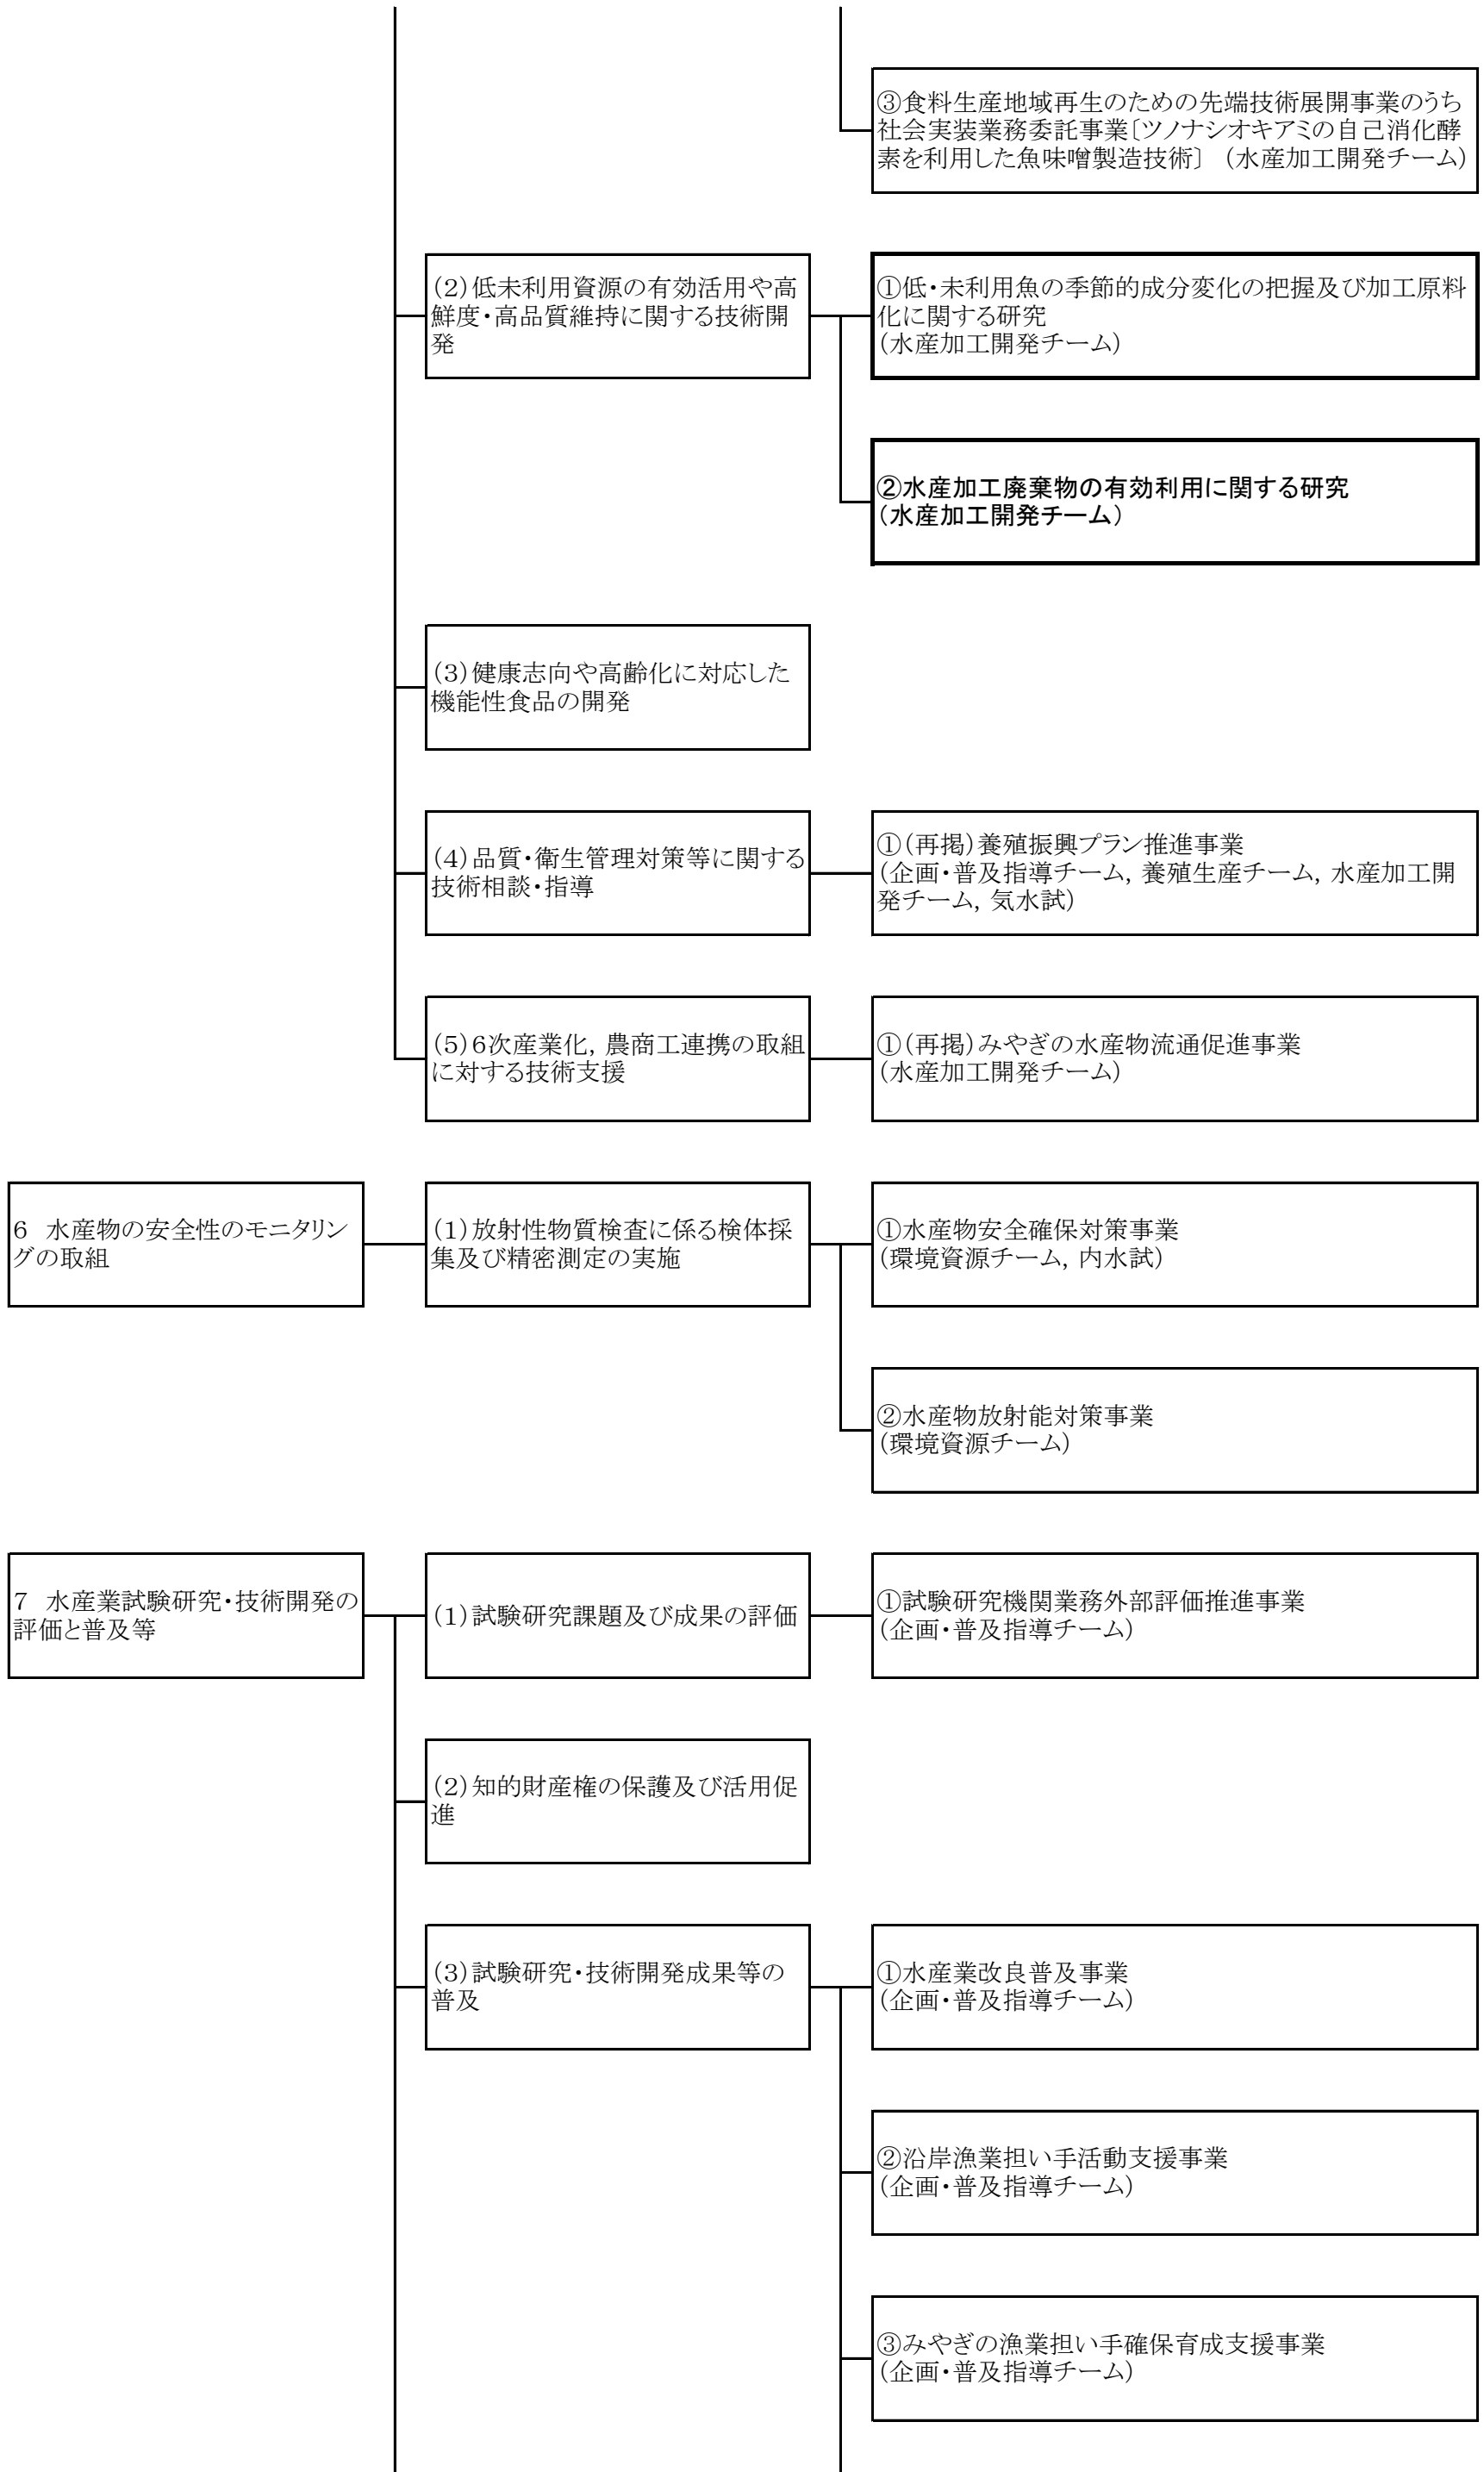 ③食料生産地域再生のための先端技術展開事業のうち
社会実装業務委託事業〔ツノナシオキアミの自己消化酵
素を利用した魚味噌製造技術〕（水産加工開発チーム）
（2）低未利用資源の有効活用や高
鮮度・高品質維持に関する技術開
発
①低・未利用魚の季節的成分変化の把握及び加工原料
化に関する研究
（水産加工開発チーム）
②水産加工廃棄物の有効利用に関する研究
（水産加工開発チーム）
（3）健康志向や高齢化に対応した
機能性食品の開発
（4）品質・衛生管理対策等に関する
技術相談・指導
①（再掲）養殖振興プラン推進事業
（企画・普及指導チーム，養殖生産チーム，水産加工開
発チーム，気水試）
（5）6次産業化，農商工連携の取組
に対する技術支援
①（再掲）みやぎの水産物流通促進事業
（水産加工開発チーム）
6　水産物の安全性のモニタリン
グの取組
（1）放射性物質検査に係る検体採
集及び精密測定の実施
①水産物安全確保対策事業
（環境資源チーム，内水試）
②水産物放射能対策事業
（環境資源チーム）
7　水産業試験研究・技術開発の
評価と普及等
（1）試験研究課題及び成果の評価
①試験研究機関業務外部評価推進事業
（企画・普及指導チーム）
（2）知的財産権の保護及び活用促
進
（3）試験研究・技術開発成果等の
普及
①水産業改良普及事業
（企画・普及指導チーム）
②沿岸漁業担い手活動支援事業
（企画・普及指導チーム）
③みやぎの漁業担い手確保育成支援事業
（企画・普及指導チーム）